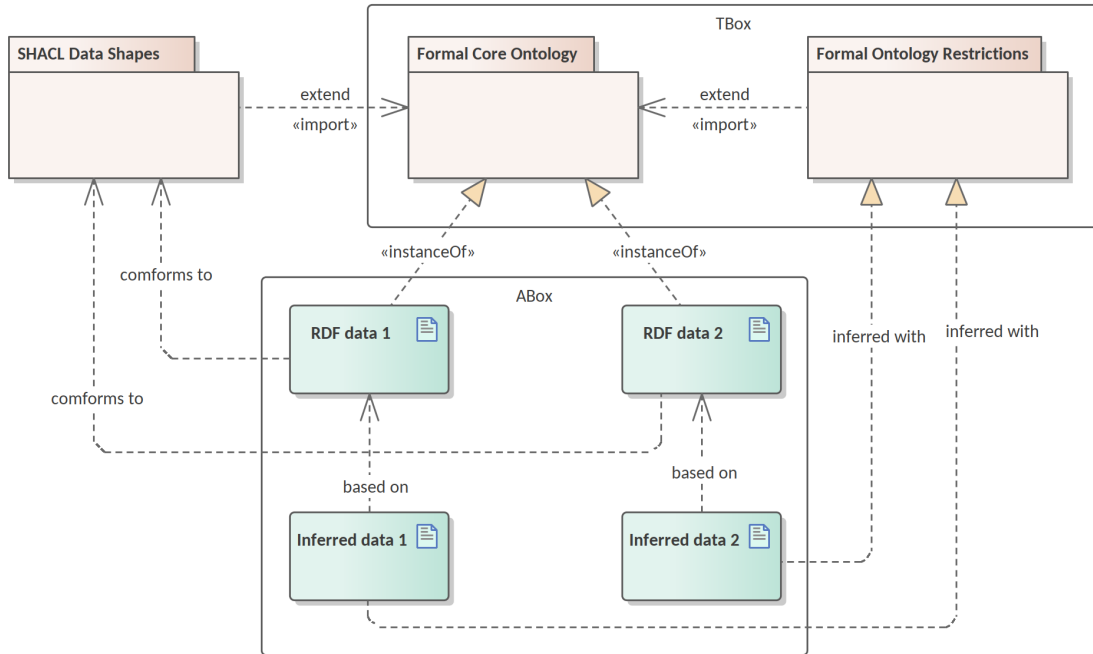 TBox
SHACL Data Shapes
Formal Core Ontology
Formal Ontology Restrictions
extend
«import»
extend
«import»
«instanceOf»
«instanceOf»
comforms to
ABox
RDF data 1
RDF data 2
inferred with
inferred with
comforms to
based on
based on
Inferred data 1
Inferred data 2